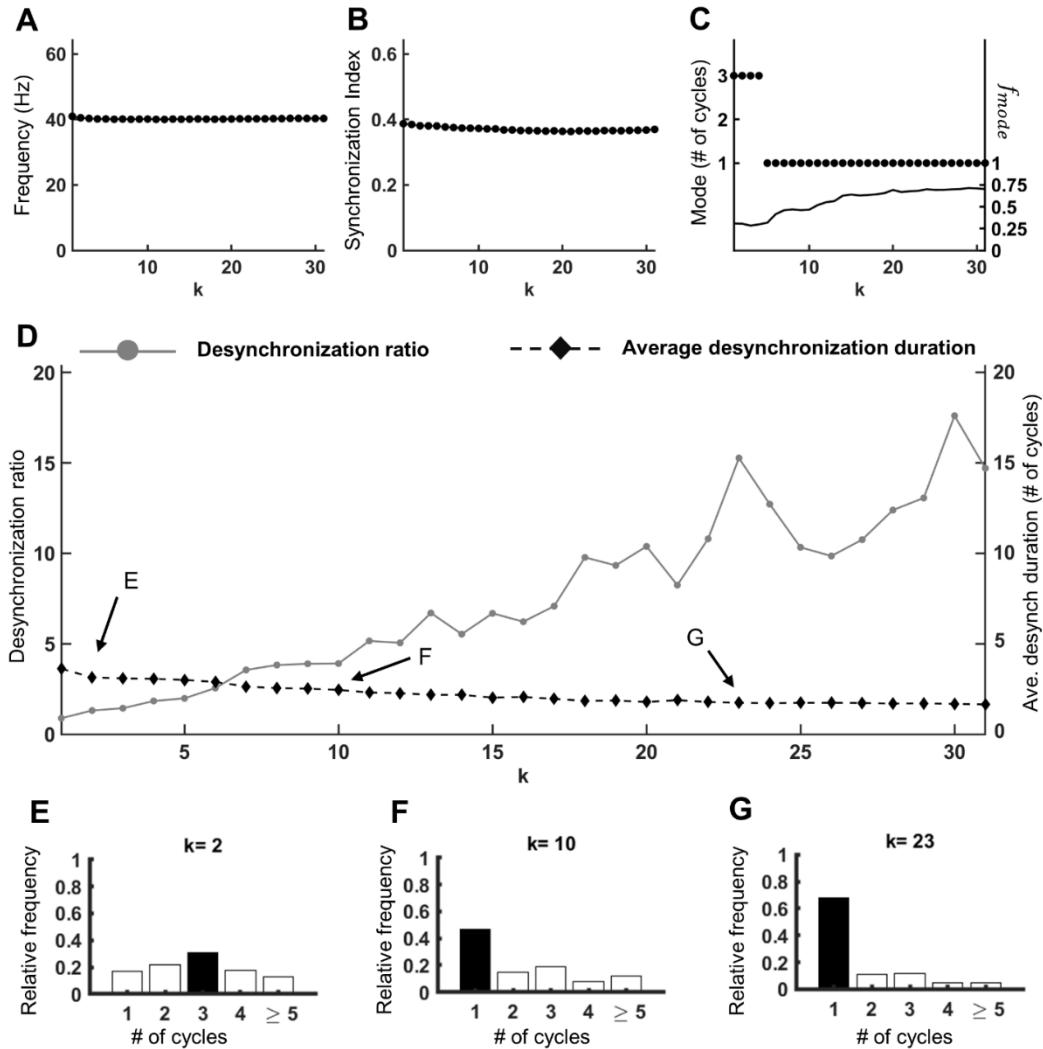 A
B
C
Frequency (Hz)
60
40
20
0
10 20 30
k
Synchronization Index
0.6
0.4
0.2
0
10 20 30
k
Mode (# of cycles)
3
2
1
f_mode
1
0.75
0.5
0.25
0
10 20 30
k
D
Desynchronization ratio
Average desynchronization duration
Desynchronization ratio
20
15
10
5
0
E
F
G
Ave. desynch duration (# of cycles)
20
15
10
5
0
5 10 15 20 25 30
k
E
k= 2
Relative frequency
1
0.8
0.6
0.4
0.2
0
1 2 3 4 ≥ 5
# of cycles
F
k= 10
Relative frequency
1
0.8
0.6
0.4
0.2
0
1 2 3 4 ≥ 5
# of cycles
G
k= 23
Relative frequency
1
0.8
0.6
0.4
0.2
0
1 2 3 4 ≥ 5
# of cycles